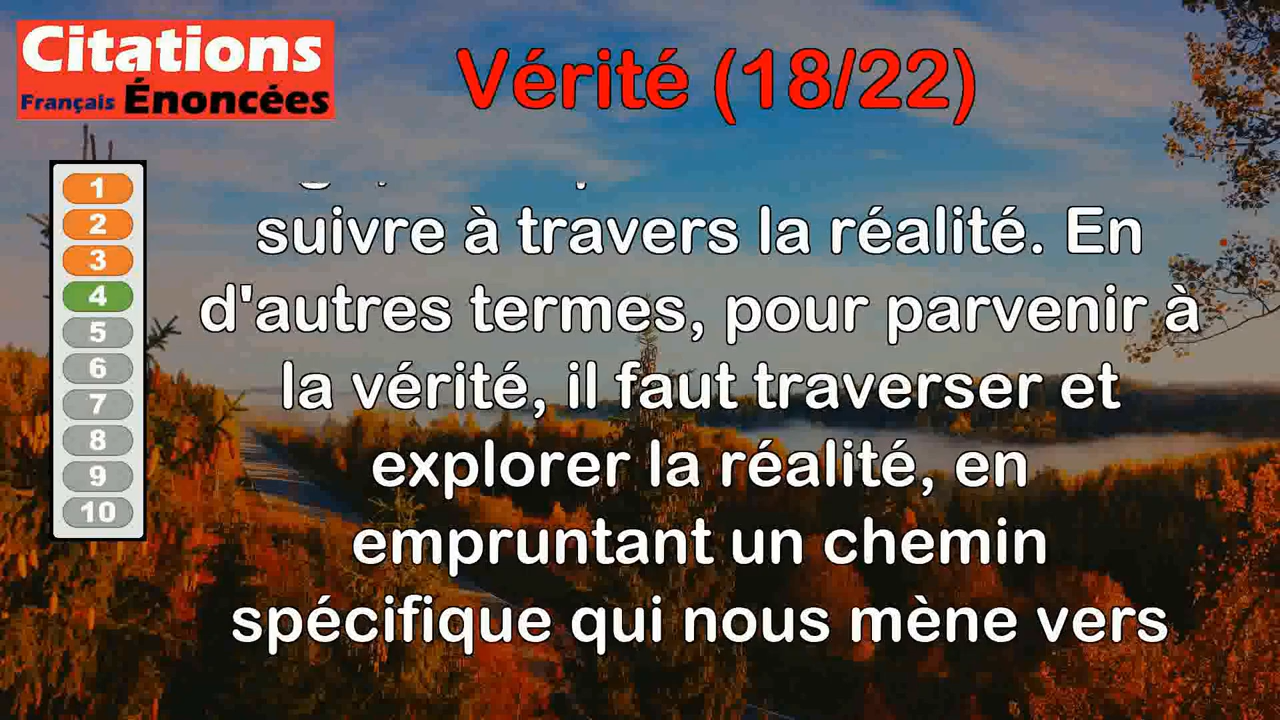 Citations
Français Énoncées
Vérité (18/22)
1
2
3
4
5
6
7
8
9
10
suivre à travers la réalité. En
d'autres termes, pour parvenir à
la vérité, il faut traverser et
explorer la réalité, en
empruntant un chemin
spécifique qui nous mène vers